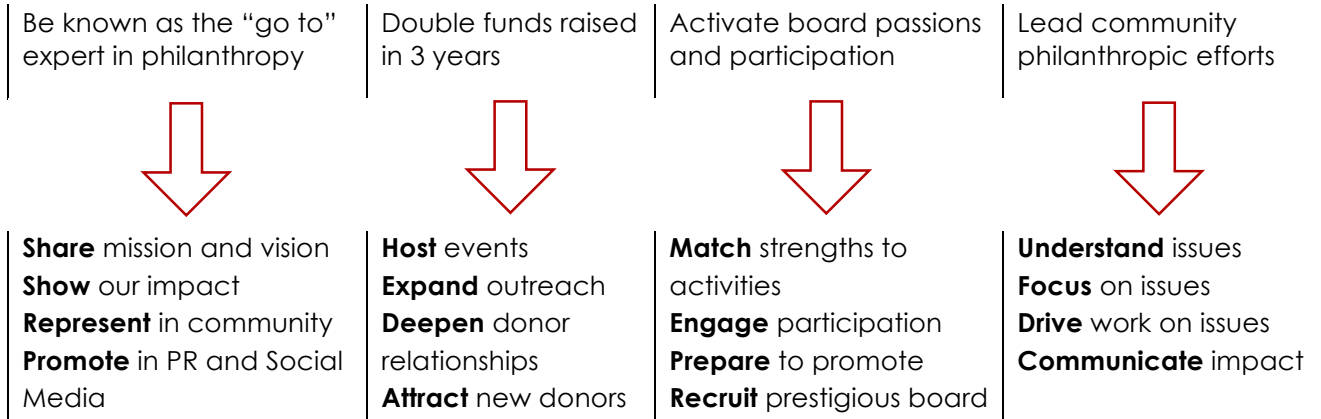 Be known as the “go to”
expert in philanthropy
Double funds raised
in 3 years
Activate board passions
and participation
Lead community
philanthropic efforts
Share mission and vision
Show our impact
Represent in community
Promote in PR and Social
Media
Host events
Expand outreach
Deepen donor
relationships
Attract new donors
Match strengths to
activities
Engage participation
Prepare to promote
Recruit prestigious board
Understand issues
Focus on issues
Drive work on issues
Communicate impact